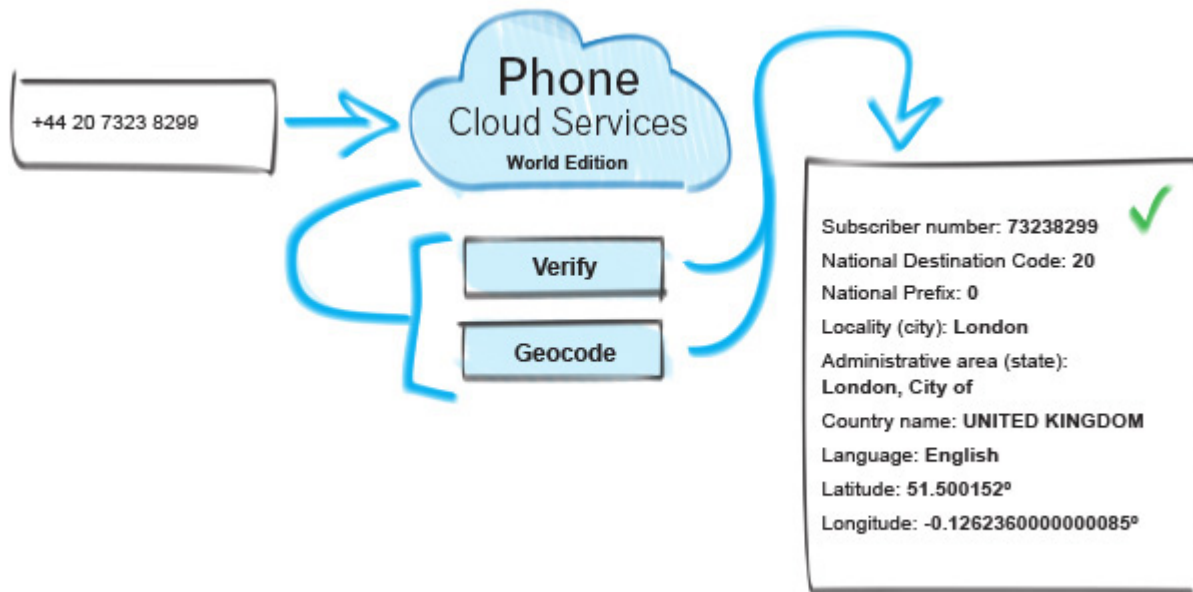 +44 20 7323 8299
Phone
Cloud Services
World Edition
Verify
Geocode
Subscriber number: 73238299
National Destination Code: 20
National Prefix: 0
Locality (city): London
Administrative area (state):
London, City of
Country name: UNITED KINGDOM
Language: English
Latitude: 51.500152º
Longitude: -0.1262360000000085º